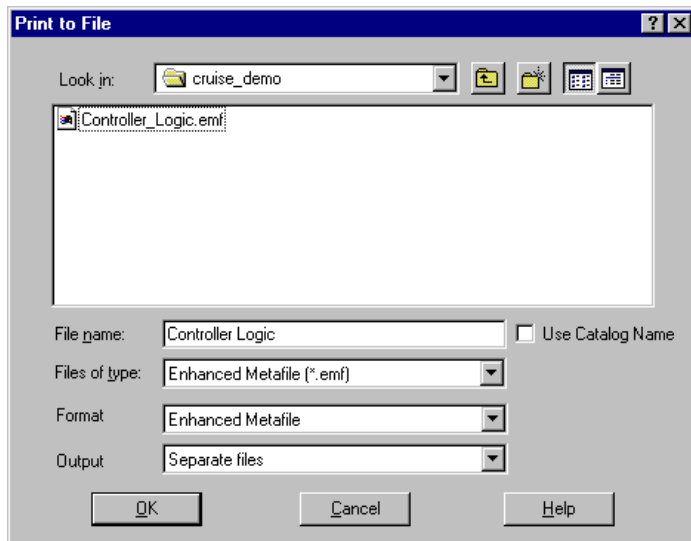 Print to File
Look in: cruise_demo
Controller_Logic.emf
File name: Controller Logic Use Catalog Name
Files of type: Enhanced Metafile (*.emf)
Format Enhanced Metafile
Output Separate files
OK Cancel Help